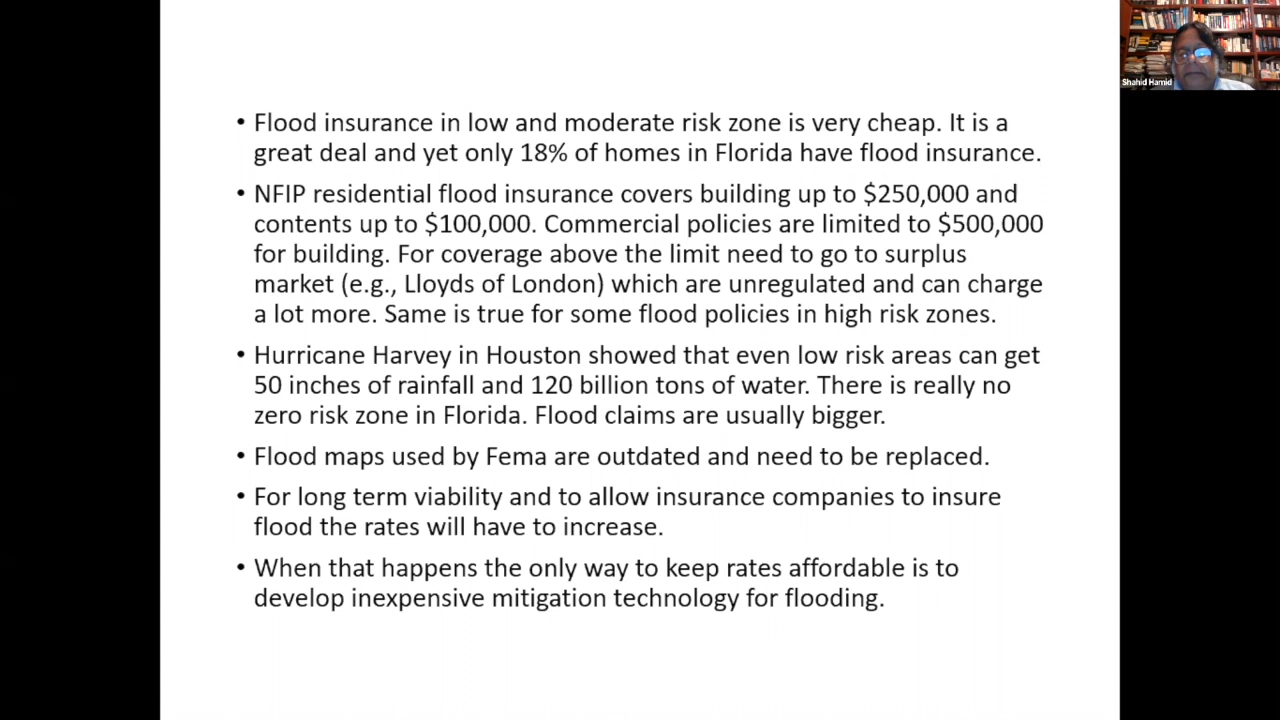 • Flood insurance in low and moderate risk zone is very cheap. It is a
great deal and yet only 18% of homes in Florida have flood insurance.
• NFIP residential flood insurance covers building up to $250,000 and
contents up to $100,000. Commercial policies are limited to $500,000
for building. For coverage above the limit need to go to surplus
market (e.g., Lloyds of London) which are unregulated and can charge
a lot more. Same is true for some flood policies in high risk zones.
• Hurricane Harvey in Houston showed that even low risk areas can get
50 inches of rainfall and 120 billion tons of water. There is really no
zero risk zone in Florida. Flood claims are usually bigger.
• Flood maps used by Fema are outdated and need to be replaced.
• For long term viability and to allow insurance companies to insure
flood the rates will have to increase.
• When that happens the only way to keep rates affordable is to
develop inexpensive mitigation technology for flooding.
Shahid Hamid